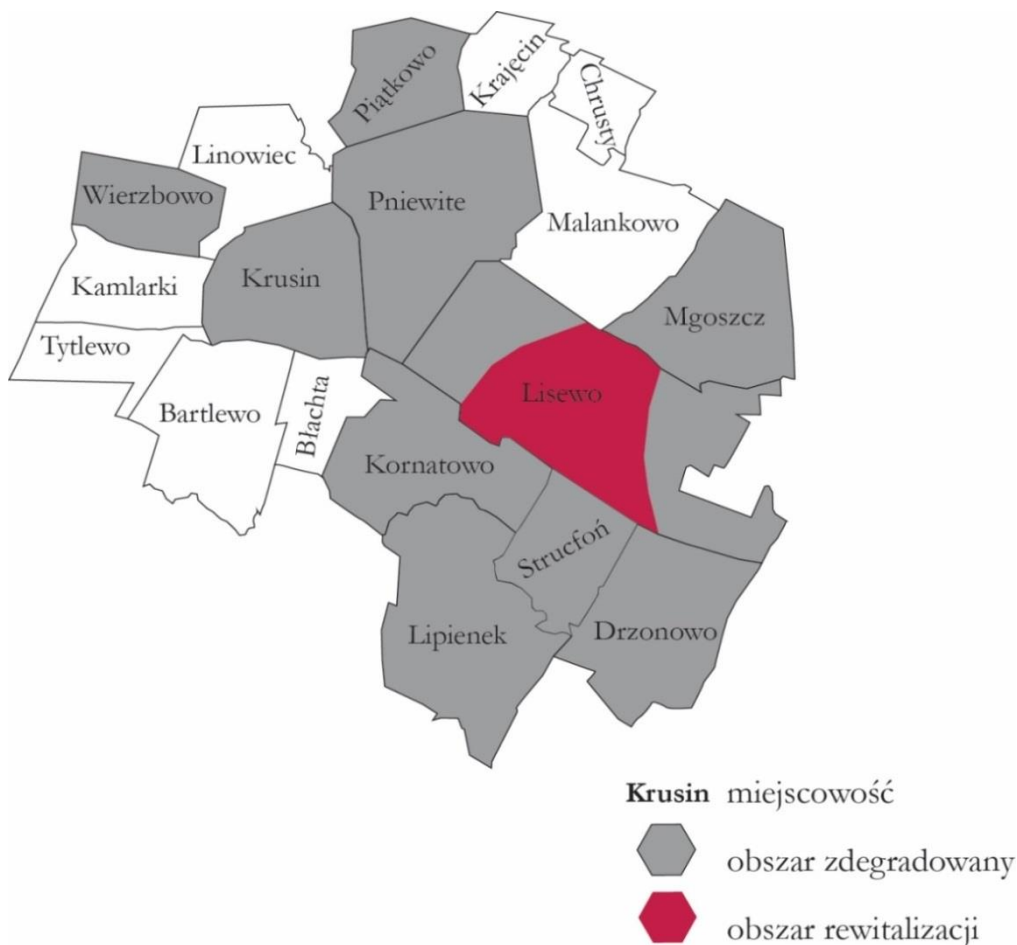 Piątkowo
Krajęcin
Chrusty
Linowiec
Wierzbowo
Pniewite
Malankowo
Kamlarki
Krusin
Mgoszcz
Tytlewo
Bartlewo
Błachta
Lisewo
Kornatowo
Strucfoń
Lipienek
Drzonowo
Krusin miejscowość
obszar zdegradowany
obszar rewitalizacji